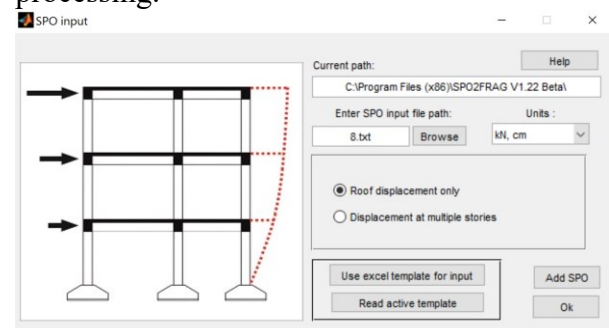 processing.
SPO input
Current path:
Help
C:\Program Files (x86)\SPO2FRAG V1.22 Beta\
Enter SPO input file path:
Units :
8.txt
Browse
kN, cm
Roof displacement only
Displacement at multiple stories
Use excel template for input
Add SPO
Read active template
Ok